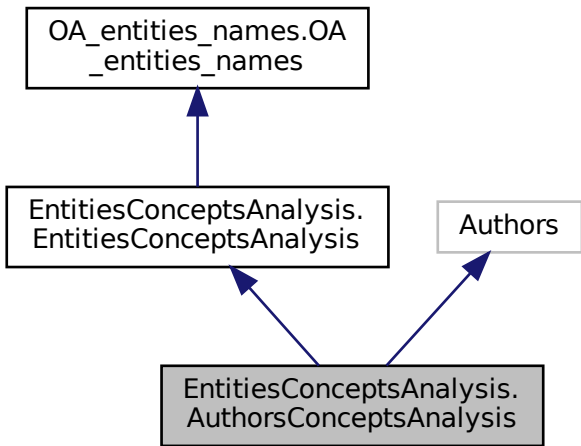 OA_entities_names.OA
_entities_names
EntitiesConceptsAnalysis.
EntitiesConceptsAnalysis
Authors
EntitiesConceptsAnalysis.
AuthorsConceptsAnalysis